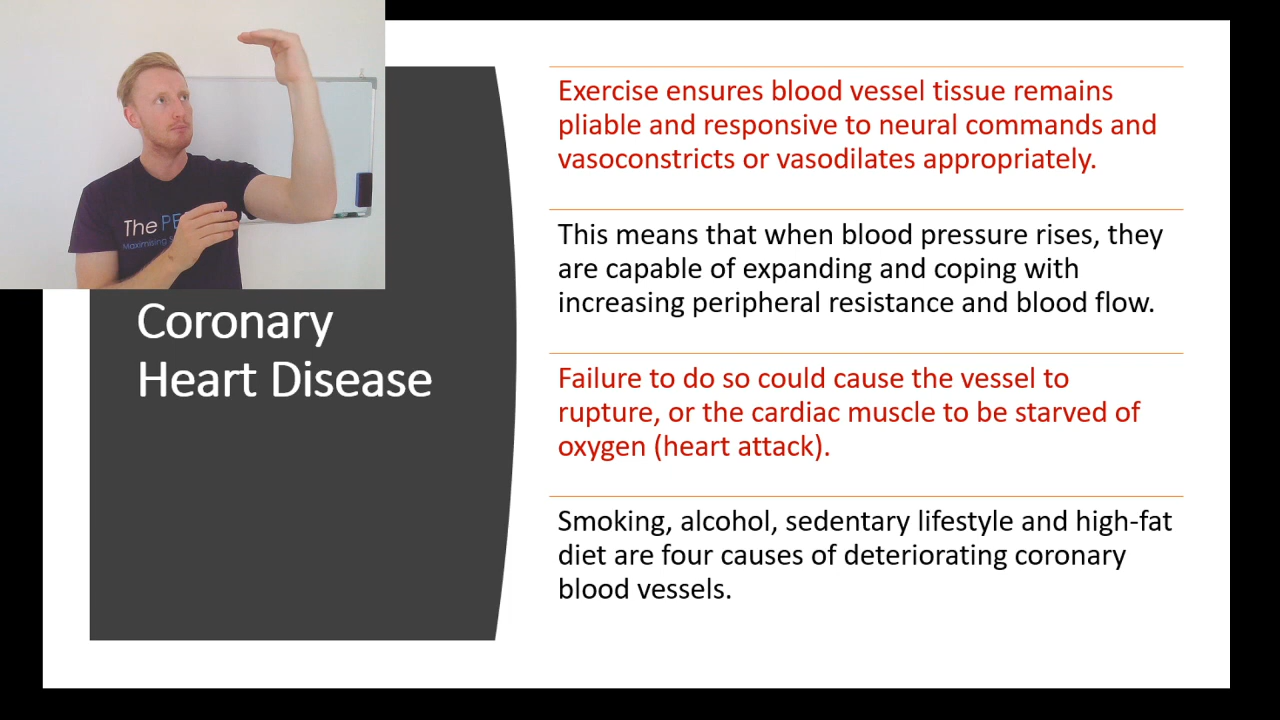 The PE
Maximising
Coronary
Heart Disease
Exercise ensures blood vessel tissue remains
pliable and responsive to neural commands and
vasoconstricts or vasodilates appropriately.
This means that when blood pressure rises, they
are capable of expanding and coping with
increasing peripheral resistance and blood flow.
Failure to do so could cause the vessel to
rupture, or the cardiac muscle to be starved of
oxygen (heart attack).
Smoking, alcohol, sedentary lifestyle and high-fat
diet are four causes of deteriorating coronary
blood vessels.